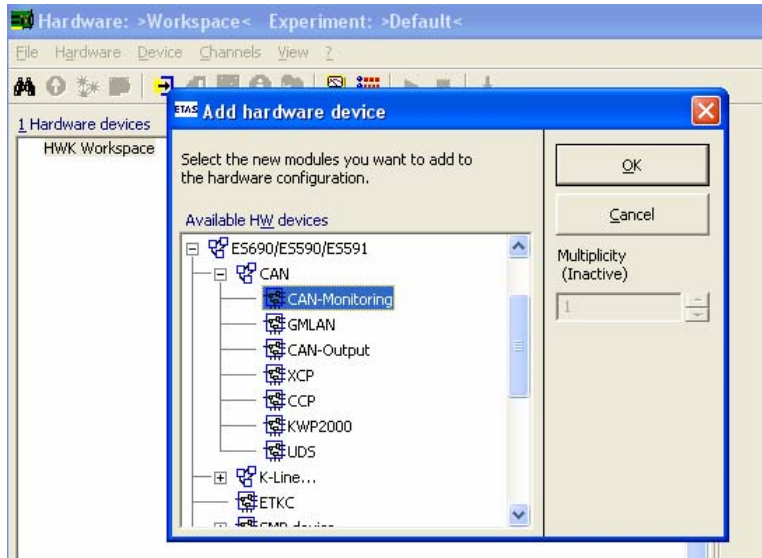 Hardware: >Workspace<  Experiment: >Default<
File Hardware Device Channels View ?
1 Hardware devices
HWK Workspace
ETAS Add hardware device
Select the new modules you want to add to
the hardware configuration.
Available HW devices
ES690/ES590/ES591
CAN
CAN-Monitoring
GMLAN
CAN-Output
XCP
CCP
KWP2000
UDS
K-Line...
ETKC
OK
Cancel
Multiplicity
(Inactive)
1